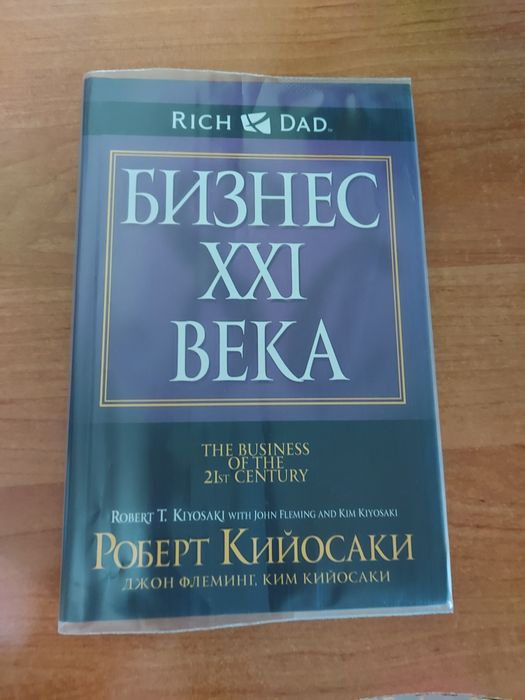 RICH DAD™
БИЗНЕС
XXI
ВЕКА
THE BUSINESS
OF THE
21ST CENTURY
ROBERT T. KIYOSAKI WITH JOHN FLEMING AND KIM KIYOSAKI
РОБЕРТ КИЙОСАКИ
ДЖОН ФЛЕМИНГ, КИМ КИЙОСАКИ